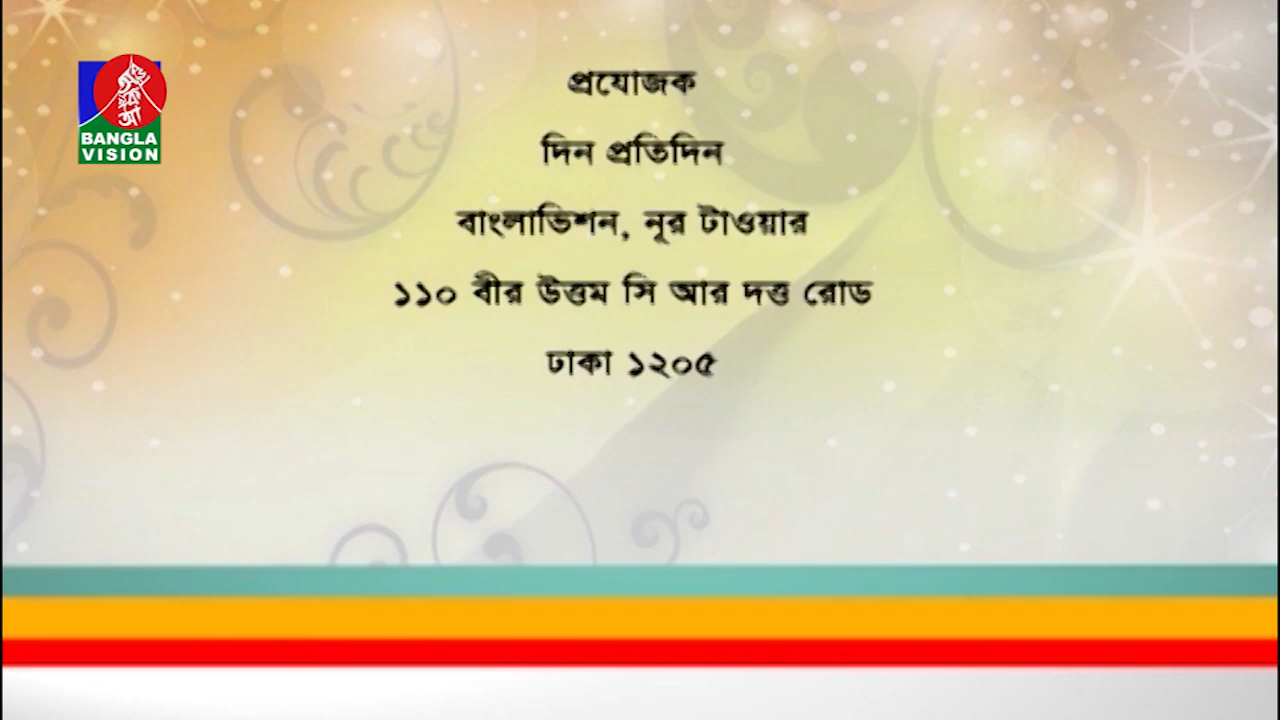 BANGLA
VISION
প্রযোজক
দিন প্রতিদিন
বাংলাভিশন, নূর টাওয়ার
১১০ বীর উত্তম সি আর দত্ত রোড
ঢাকা ১২০৫